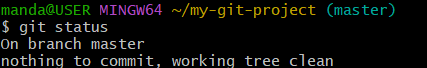 manda@USER MINGW64 ~/my-git-project (master)
$ git status
On branch master
nothing to commit, working tree clean